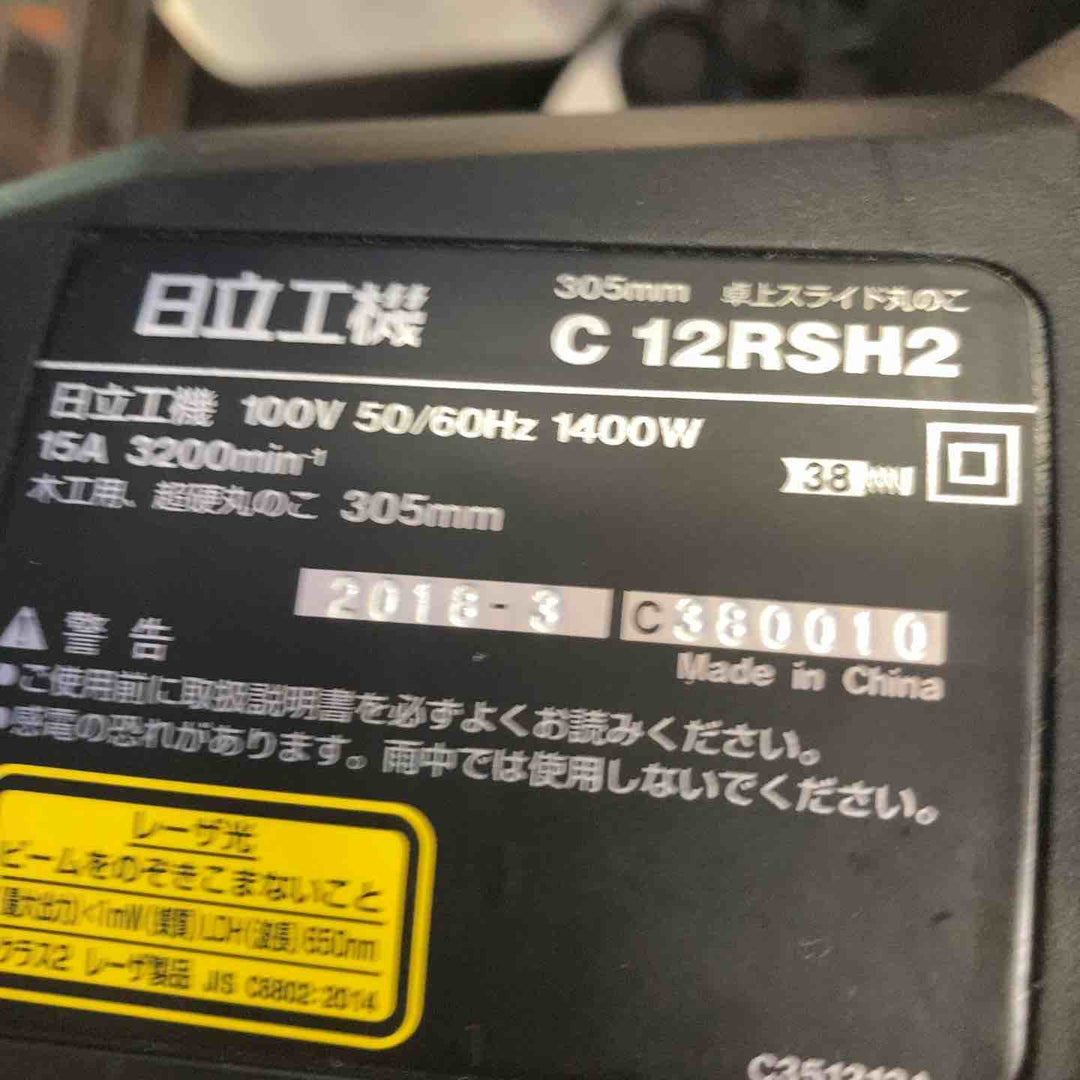 日立工機
305mm 卓上スライド丸のこ
C 12RSH2
日立工機 100V 50/60Hz 1400W
15A 3200min⁻¹
38
木工用、超硬丸のこ 305mm
2018-3 C380010
Made in China
警告
●ご使用前に取扱説明書を必ずよくお読みください。
●感電の恐れがあります。雨中では使用しないでください。
レーザ光
ビームをのぞきこまないこと
最大出力<1mW 650nm
クラス2 レーザ製品 JIS C6802:2014